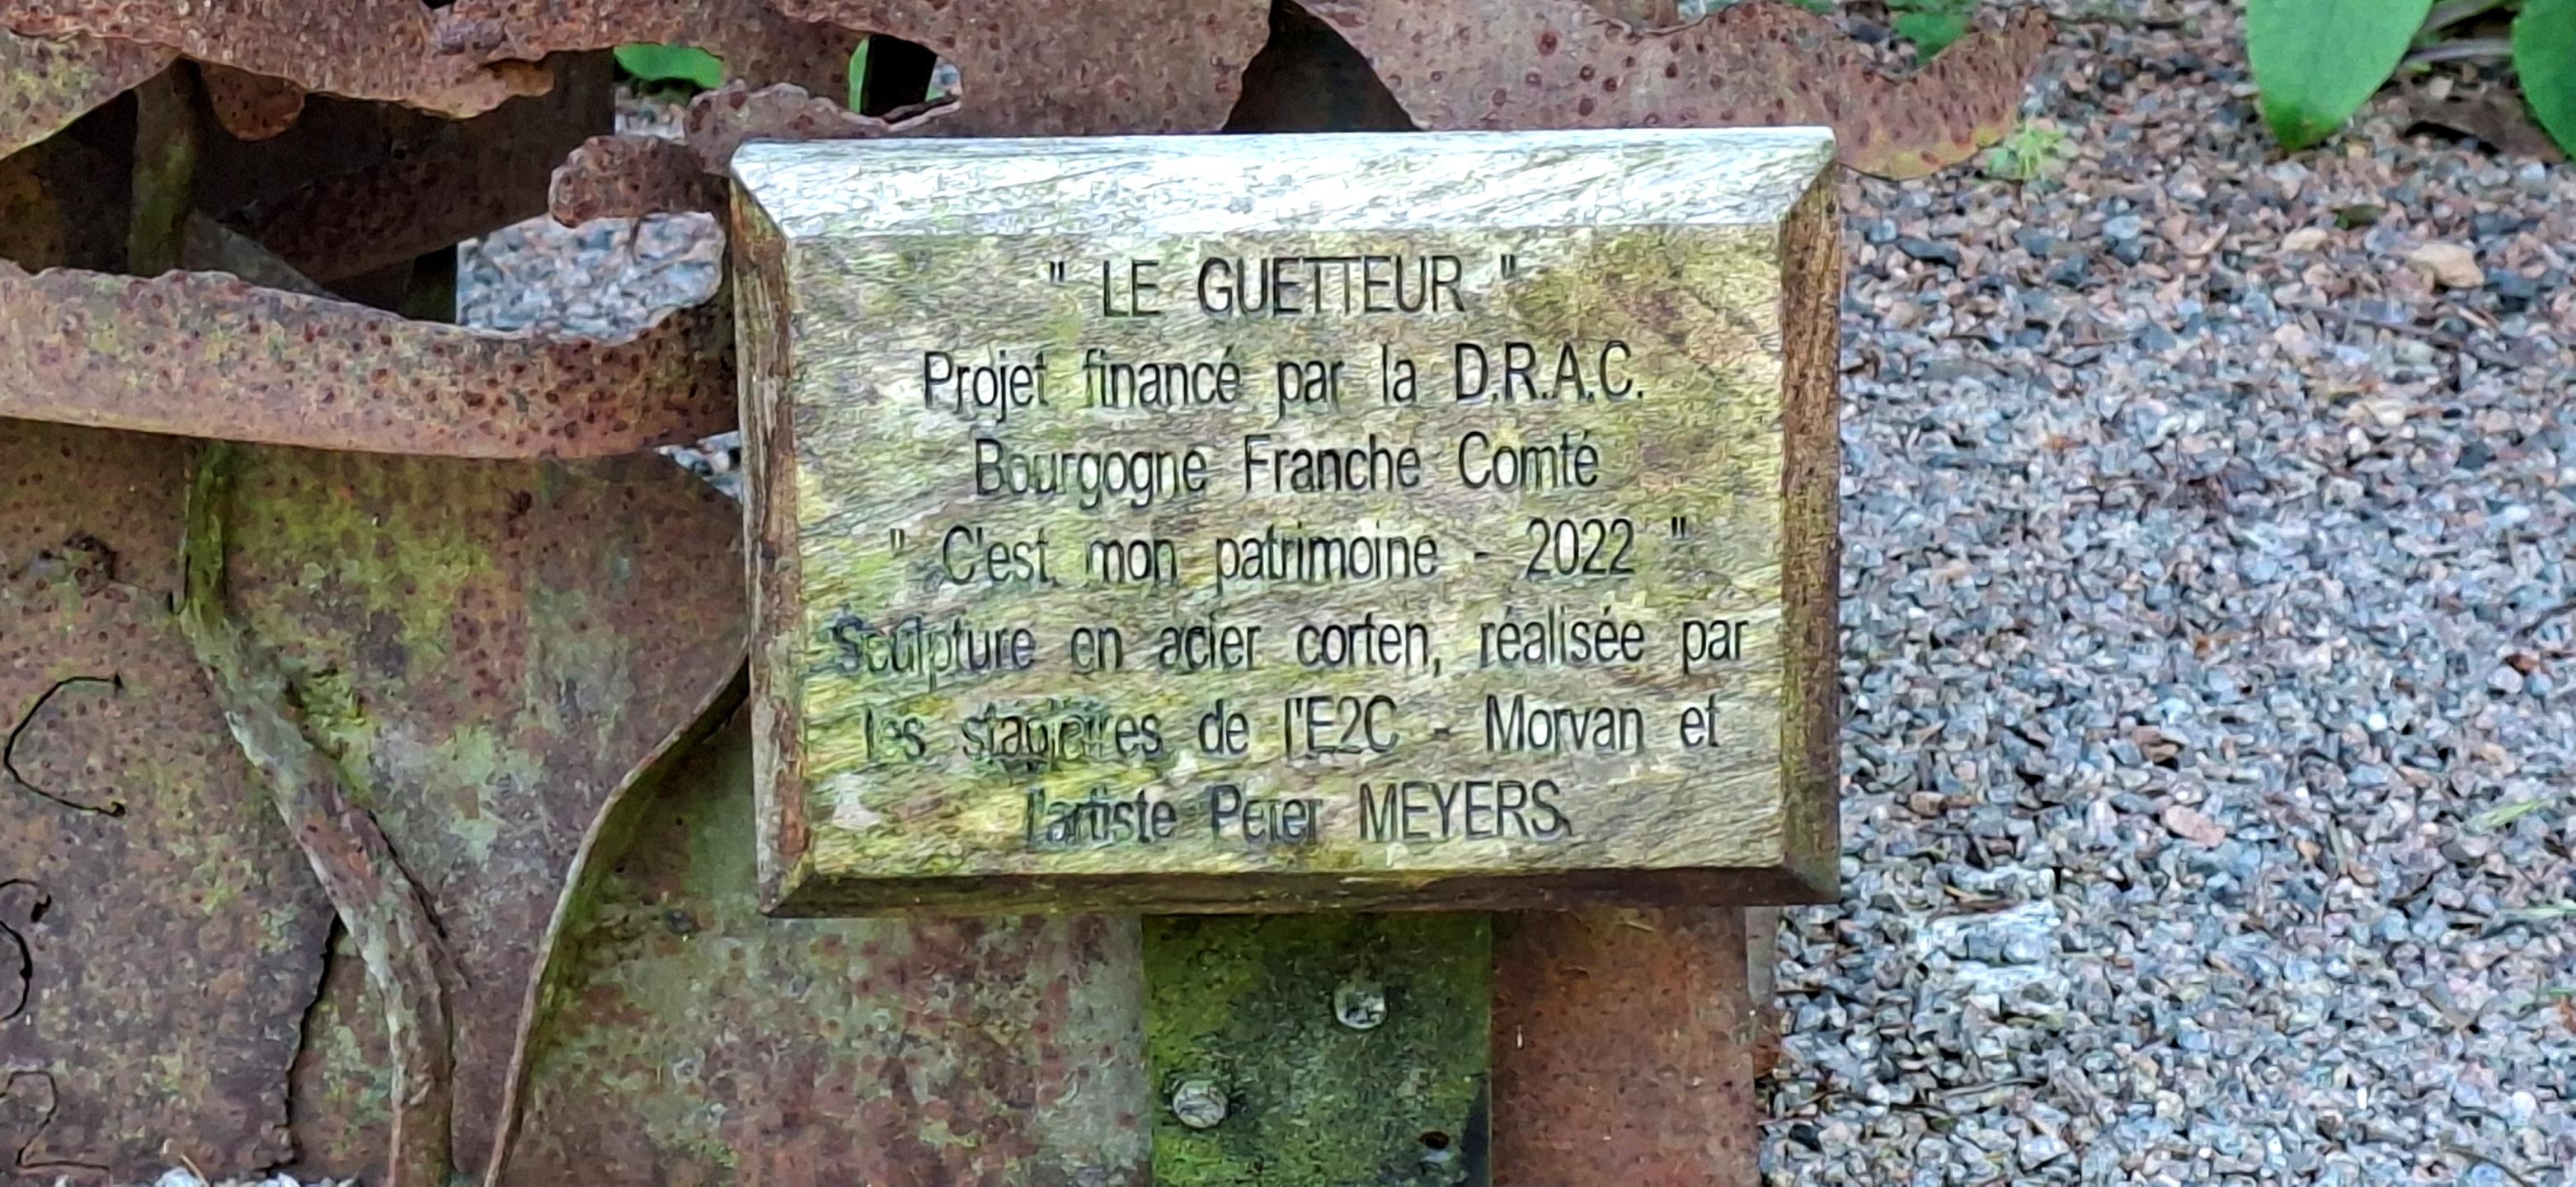 " LE GUETTEUR "
Projet financé par la D.R.A.C.
Bourgogne Franche Comté
" C'est mon patrimoine - 2022 "
Sculpture en acier corten, réalisée par
les stagiaires de l'E2C - Morvan et
l'artiste Peter MEYERS.